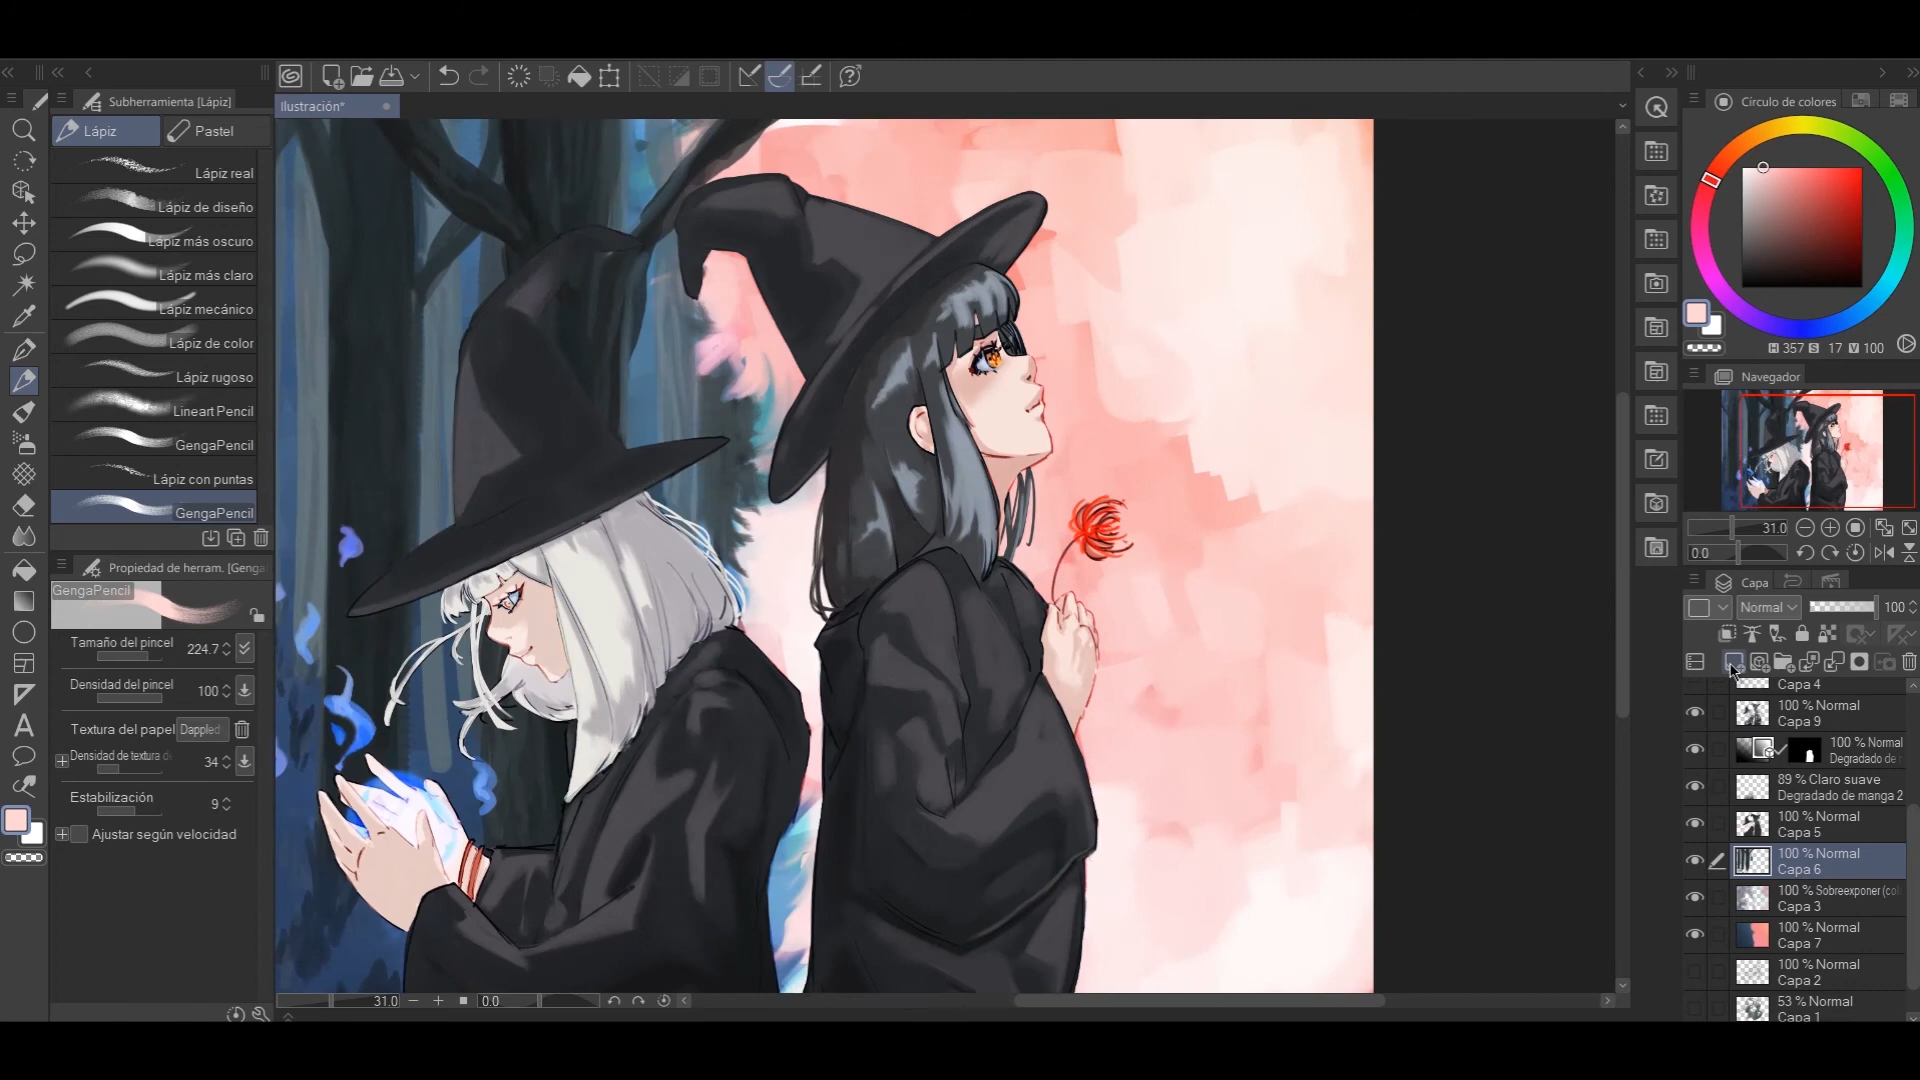 Subherramienta [Lápiz]
Ilustración*
Círculo de colores
Lápiz
Pastel
Lápiz real
Lápiz de diseño
Lápiz más oscuro
Lápiz más claro
Lápiz mecánico
Lápiz de color
Lápiz rugoso
Lineart Pencil
GengaPencil
Lápiz con puntas
GengaPencil
Propiedad de herram. [Genga
GengaPencil
Tamaño del pincel 224.7
Densidad del pincel 100
Textura del papel Dappled
Densidad de textura d 34
Estabilización 9
Ajustar según velocidad
31.0 0.0
H 357 S 17 V 100
Navegador
31.0
0.0
Capa
Normal 100
Capa 4
100 % Normal
Capa 9
100 % Normal
Degradado de
89 % Claro suave
Degradado de manga 2
100 % Normal
Capa 5
100 % Normal
Capa 6
100 % Sobreexponer (col
Capa 3
100 % Normal
Capa 7
100 % Normal
Capa 2
53 % Normal
Capa 1